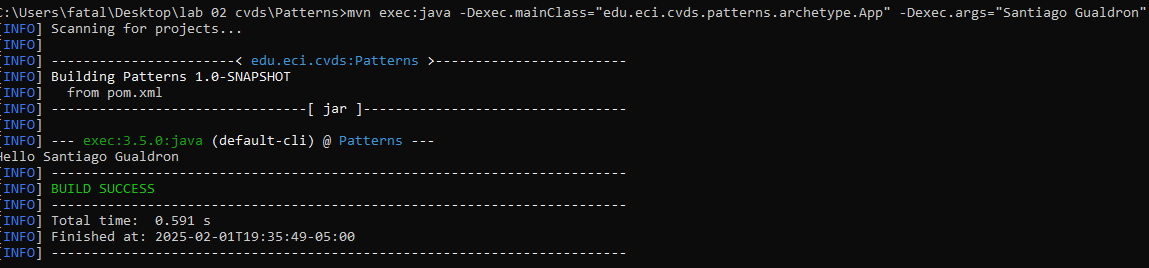 C:\Users\fatal\Desktop\lab 02 cvds\Patterns>mvn exec:java -Dexec.mainClass="edu.eci.cvds.patterns.archetype.App" -Dexec.args="Santiago Gualdron"
[INFO] Scanning for projects...
[INFO]
[INFO] -----------------------< edu.eci.cvds:Patterns >------------------------
[INFO] Building Patterns 1.0-SNAPSHOT
[INFO]   from pom.xml
[INFO] --------------------------------[ jar ]---------------------------------
[INFO]
[INFO] --- exec:3.5.0:java (default-cli) @ Patterns ---
Hello Santiago Gualdron
[INFO] ------------------------------------------------------------------------
[INFO] BUILD SUCCESS
[INFO] ------------------------------------------------------------------------
[INFO] Total time:  0.591 s
[INFO] Finished at: 2025-02-01T19:35:49-05:00
[INFO] ------------------------------------------------------------------------